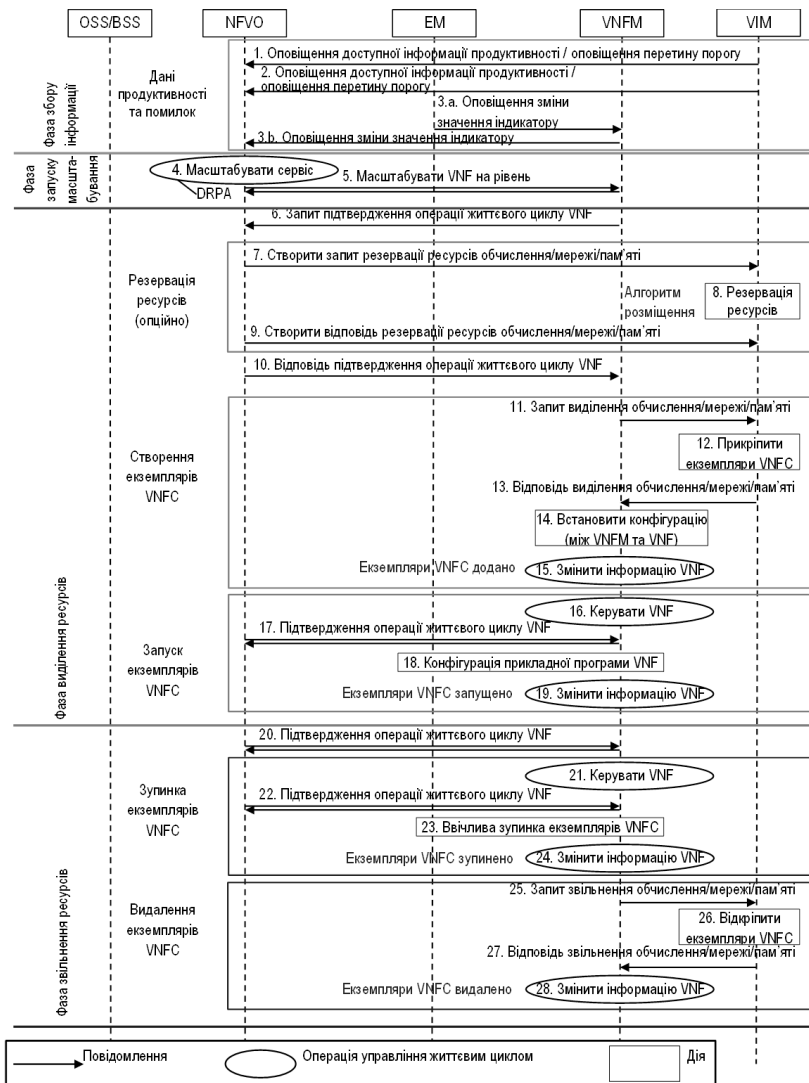 OSS/BSS
NFVO
EM
VNFM
VIM
Фаза збору
інформації
Дані
продуктивності
та помилок
1. Оповіщення доступної інформації продуктивності / оповіщення перетину порогу
2. Оповіщення доступної інформації продуктивності /
оповіщення перетину порогу
3.a. Оповіщення зміни
значення індикатору
3.b. Оповіщення зміни значення індикатору
Фаза
запуску
масшта-
бування
4. Масштабувати сервіс
DRPA
5. Масштабувати VNF на рівень
Фаза виділення ресурсів
6. Запит підтвердження операції життєвого циклу VNF
Резервація
ресурсів
(опційно)
7. Створити запит резервації ресурсів обчислення/мережі/пам'яті
Алгоритм
розміщення
8. Резервація
ресурсів
9. Створити відповідь резервації ресурсів обчислення/мережі/пам'яті
10. Відповідь підтвердження операції життєвого циклу VNF
Створення
екземплярів
VNFC
11. Запит виділення обчислення/мережі/пам'яті
12. Прикріпити
екземпляри VNFC
13. Відповідь виділення обчислення/мережі/пам'яті
14. Встановити конфігурацію
(між VNFM та VNF)
Екземпляри VNFC додано
15. Змінити інформацію VNF
Запуск
екземплярів
VNFC
16. Керувати VNF
17. Підтвердження операції життєвого циклу VNF
18. Конфігурація прикладної програми VNF
Екземпляри VNFC запущено
19. Змінити інформацію VNF
Фаза звільнення ресурсів
20. Підтвердження операції життєвого циклу VNF
Зупинка
екземплярів
VNFC
21. Керувати VNF
22. Підтвердження операції життєвого циклу VNF
23. Ввічлива зупинка екземплярів VNFC
Екземпляри VNFC зупинено
24. Змінити інформацію VNF
Видалення
екземплярів
VNFC
25. Запит звільнення обчислення/мережі/пам'яті
26. Відкріпити
екземпляри VNFC
27. Відповідь звільнення обчислення/мережі/пам'яті
Екземпляри VNFC видалено
28. Змінити інформацію VNF
Повідомлення
Операція управління життєвим циклом
Дія